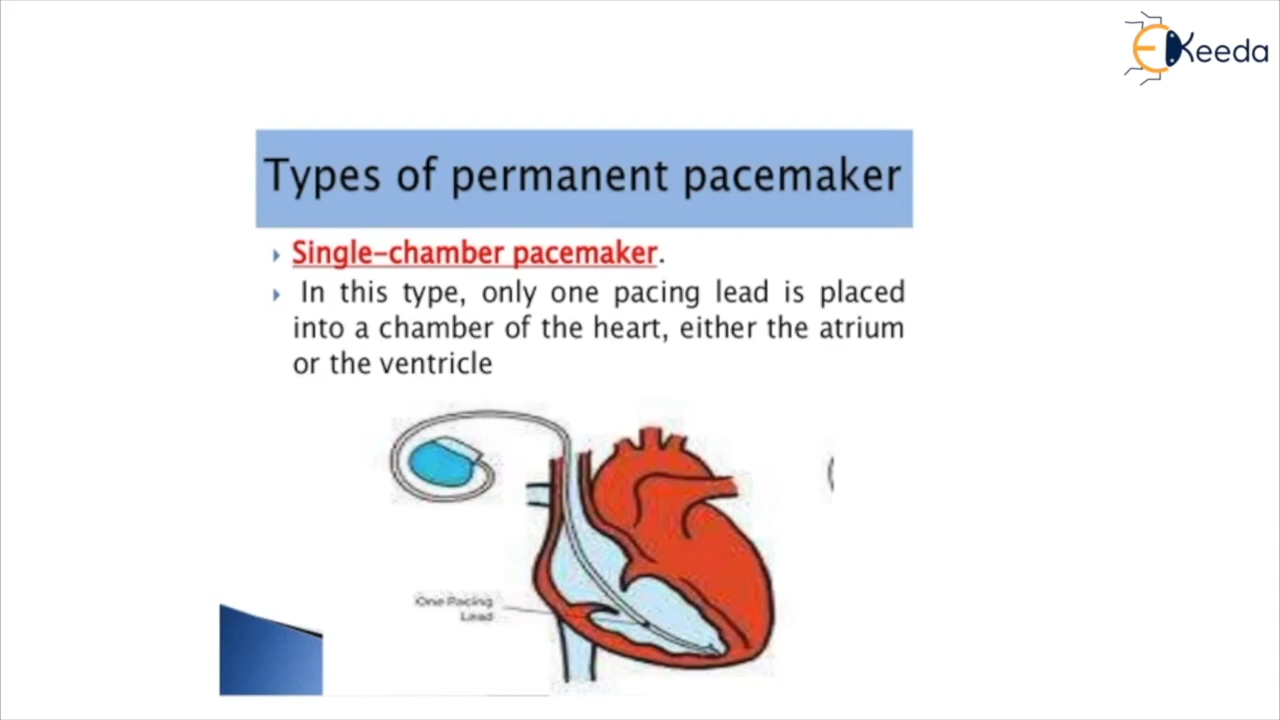 EKeeda
Types of permanent pacemaker
Single-chamber pacemaker.
In this type, only one pacing lead is placed
into a chamber of the heart, either the atrium
or the ventricle
One Pacing
Lead